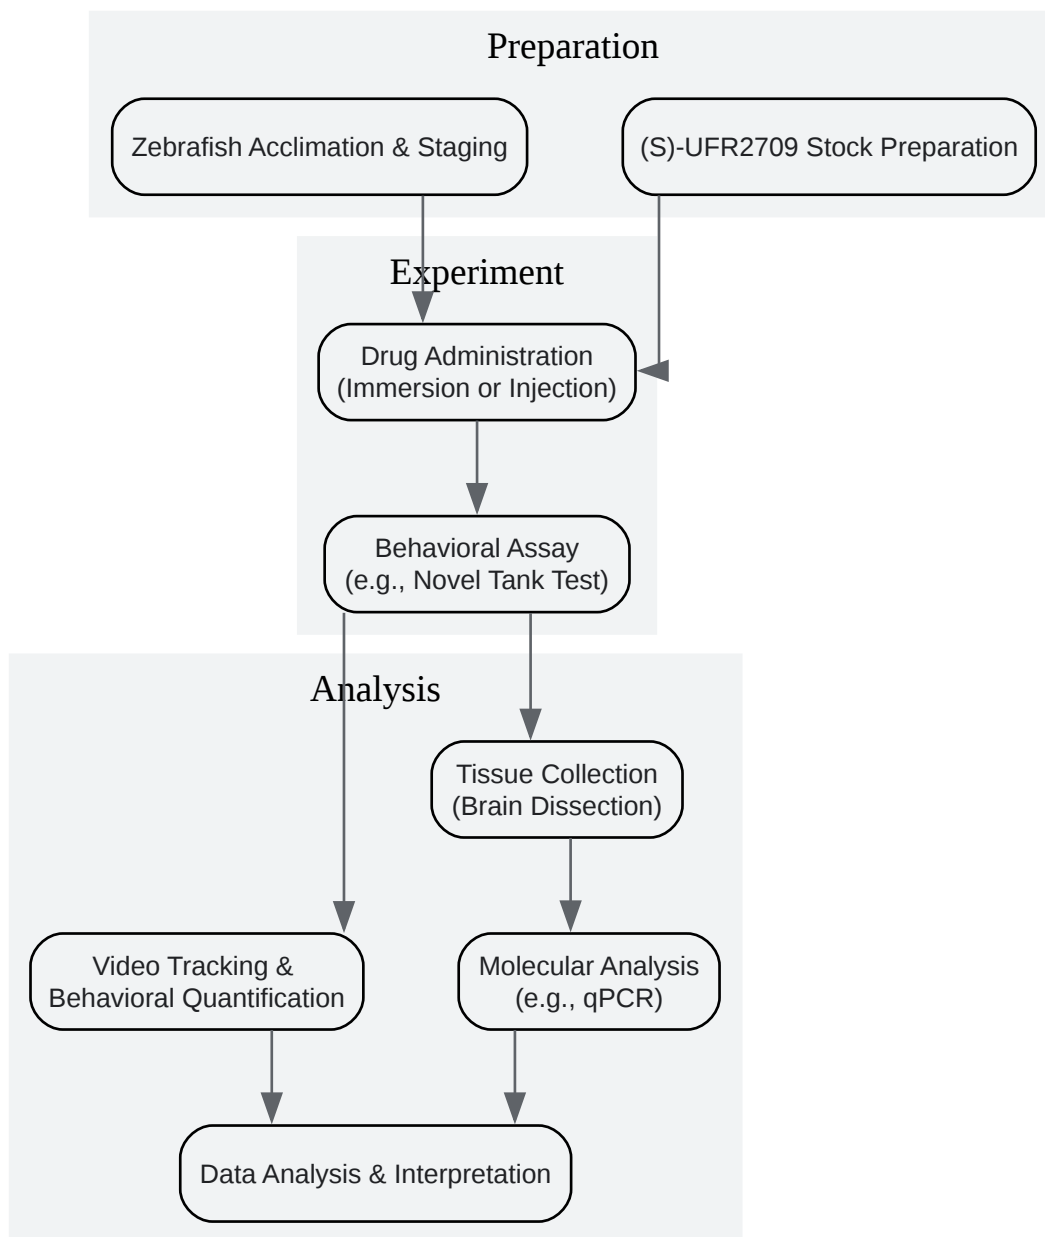 Preparation
Zebrafish Acclimation & Staging
(S)-UFR2709 Stock Preparation
Experiment
Drug Administration
(Immersion or Injection)
Behavioral Assay
(e.g., Novel Tank Test)
Analysis
Tissue Collection
(Brain Dissection)
Video Tracking &
Behavioral Quantification
Molecular Analysis
(e.g., qPCR)
Data Analysis & Interpretation